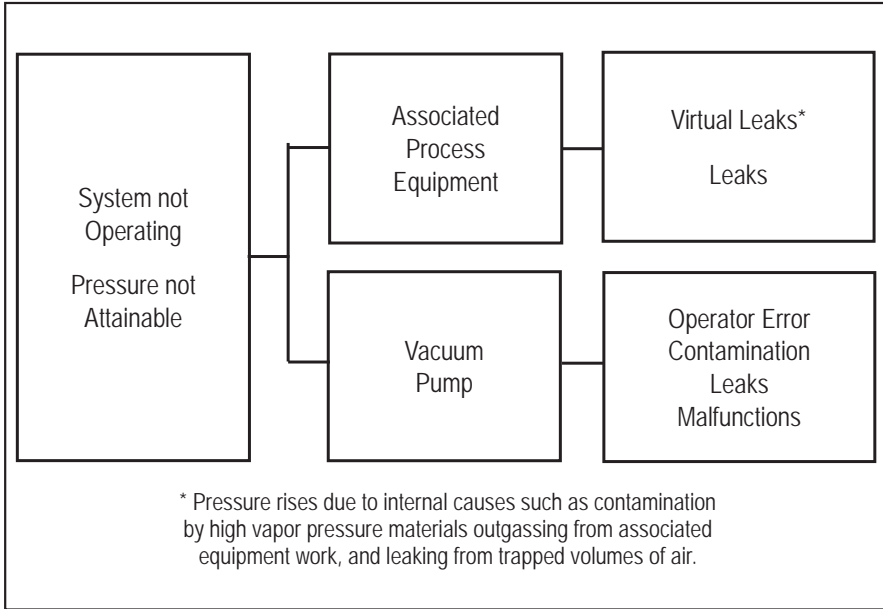 System not
Operating
Pressure not
Attainable
Associated
Process
Equipment
Virtual Leaks*
Leaks
Vacuum
Pump
Operator Error
Contamination
Leaks
Malfunctions
* Pressure rises due to internal causes such as contamination
by high vapor pressure materials outgassing from associated
equipment work, and leaking from trapped volumes of air.